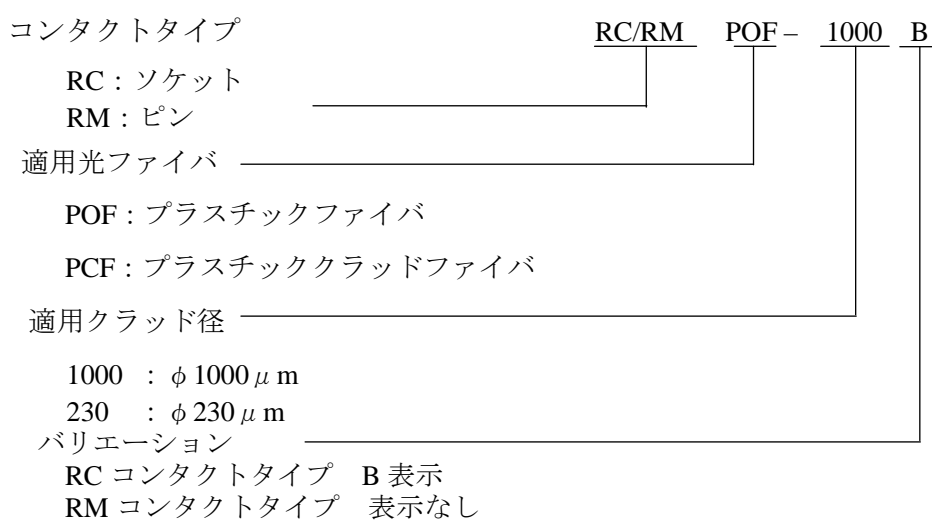 コンタクトタイプ RC/RM POF– 1000 B
RC：ソケット
RM：ピン
適用光ファイバ
POF：プラスチックファイバ
PCF：プラスチッククラッドファイバ
適用クラッド径
1000 ：φ1000μm
230 ：φ230μm
バリエーション
RC コンタクトタイプ B 表示
RM コンタクトタイプ 表示なし